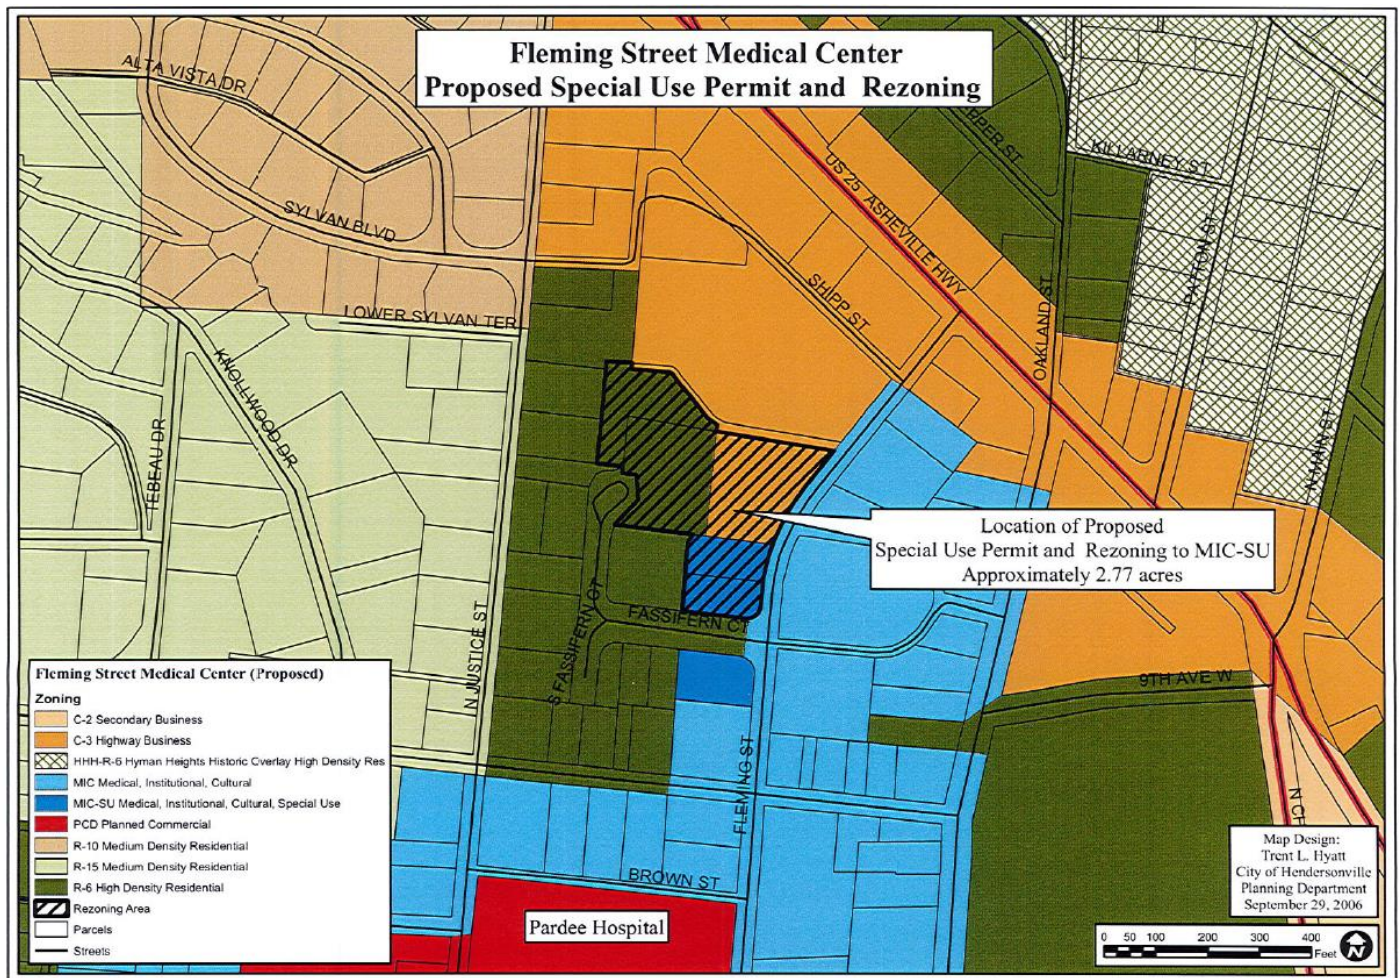 Fleming Street Medical Center
Proposed Special Use Permit and Rezoning
ALTA VISTA DR
SYLVAN BLVD
LOWER SYLVAN TER
US 25 ASHEVILLE HWY
KILLARNEY ST
PATTON ST
SHIPP ST
OAKLAND ST
N MAIN ST
KNOLLWOOD DR
TEBEAU DR
Location of Proposed
Special Use Permit and Rezoning to MIC-SU
Approximately 2.77 acres
N JUSTICE ST
S FASSIFERN CT
FASSIFERN CT
9TH AVE W
FLEMING ST
BROWN ST
Pardee Hospital
Fleming Street Medical Center (Proposed)
Zoning
C-2 Secondary Business
C-3 Highway Business
HHH-R-6 Hyman Heights Historic Overlay High Density Res
MIC Medical, Institutional, Cultural
MIC-SU Medical, Institutional, Cultural, Special Use
PCD Planned Commercial
R-10 Medium Density Residential
R-15 Medium Density Residential
R-6 High Density Residential
Rezoning Area
Parcels
Streets
Map Design:
Trent L. Hyatt
City of Hendersonville
Planning Department
September 29, 2006
0 50 100 200 300 400
Feet
N